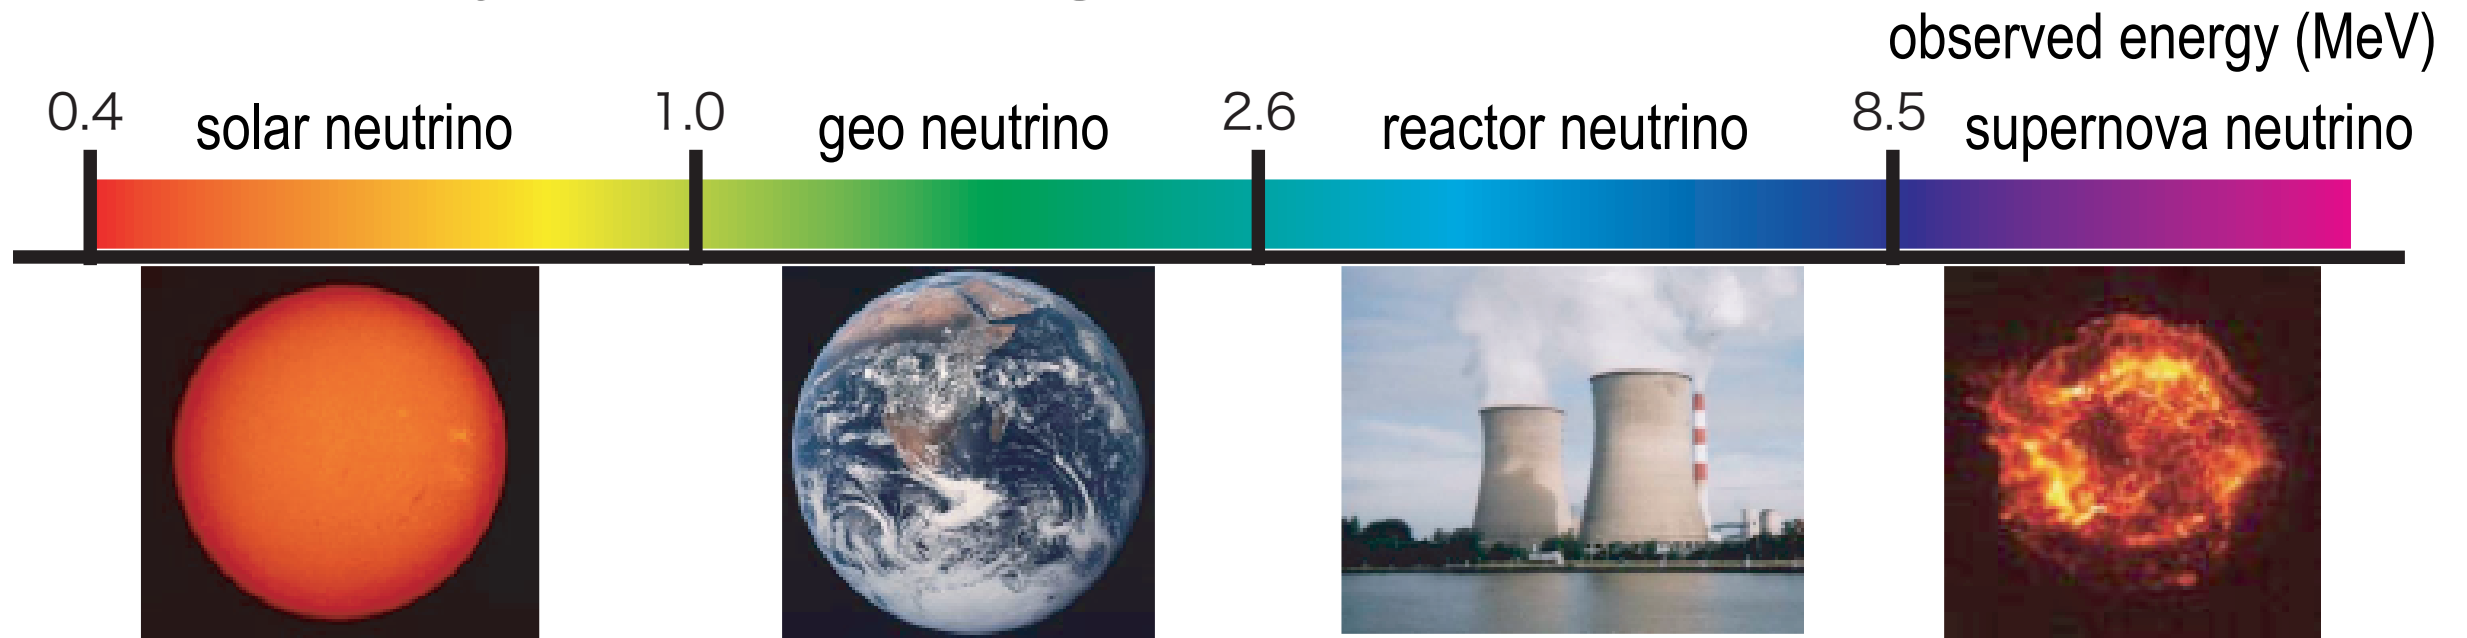 observed energy (MeV)
0.4 solar neutrino 1.0 geo neutrino 2.6 reactor neutrino 8.5 supernova neutrino